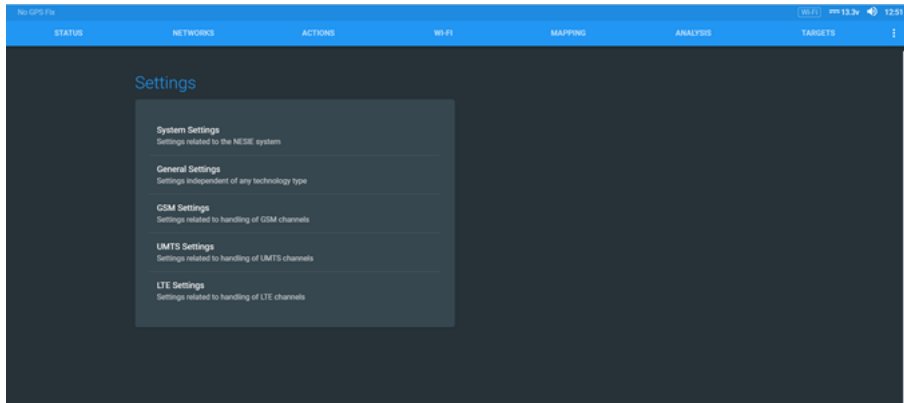 No GPS Fix Wi-Fi 13.3v 12:51
STATUS NETWORKS ACTIONS WI-FI MAPPING ANALYSIS TARGETS
Settings
System Settings
Settings related to the NESIE system
General Settings
Settings independent of any technology type
GSM Settings
Settings related to handling of GSM channels
UMTS Settings
Settings related to handling of UMTS channels
LTE Settings
Settings related to handling of LTE channels